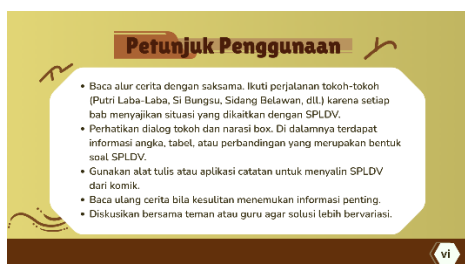 Petunjuk Penggunaan
• Baca alur cerita dengan saksama. Ikuti perjalanan tokoh-tokoh
(Putri Laba-Laba, Si Bungsu, Sidang Belawan, dll.) karena setiap
bab menyajikan situasi yang dikaitkan dengan SPLDV.
• Perhatikan dialog tokoh dan narasi box. Di dalamnya terdapat
informasi angka, tabel, atau perbandingan yang merupakan bentuk
soal SPLDV.
• Gunakan alat tulis atau aplikasi catatan untuk menyalin SPLDV
dari komik.
• Baca ulang cerita bila kesulitan menemukan informasi penting.
• Diskusikan bersama teman atau guru agar solusi lebih bervariasi.
vi